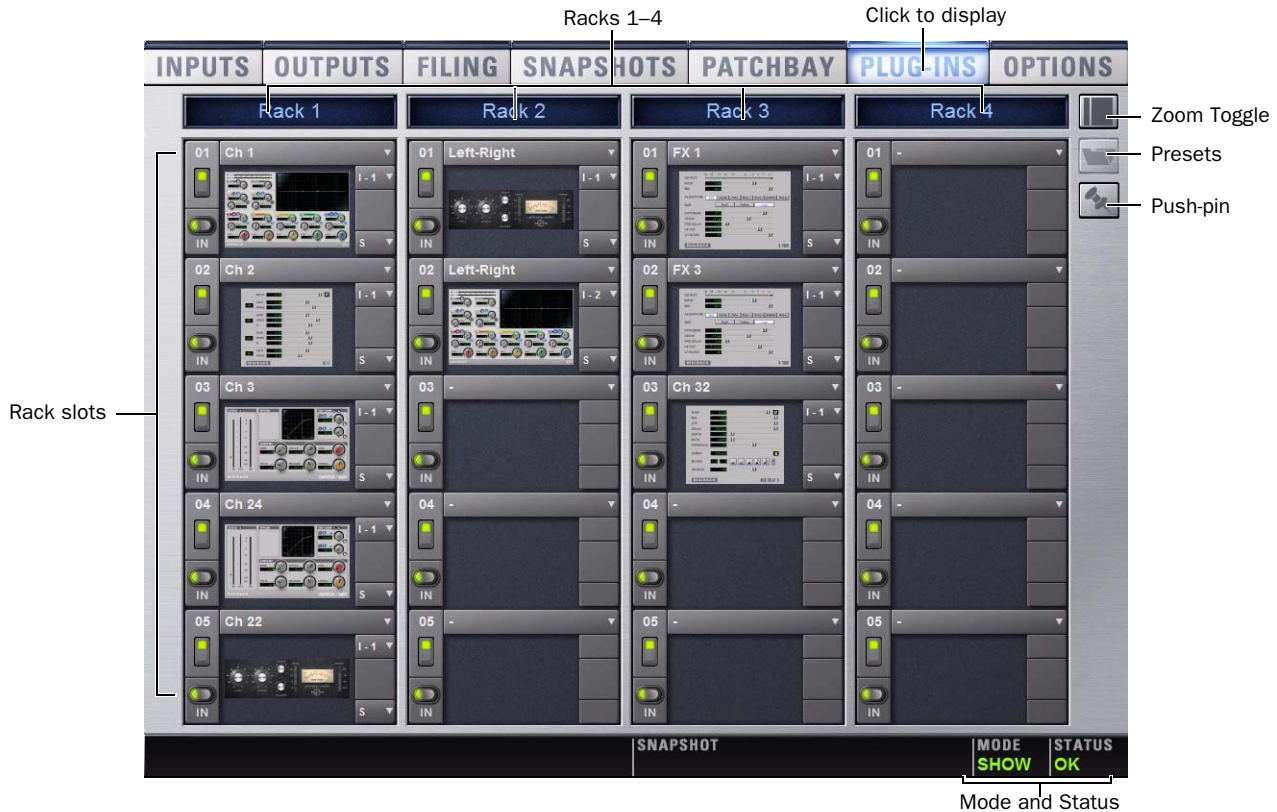 Racks 1–4
Click to display
INPUTS OUTPUTS FILING SNAPSHOTS PATCHBAY PLUG-INS OPTIONS
Rack 1 Rack 2 Rack 3 Rack 4
Zoom Toggle
Presets
Push-pin
Rack slots
01 Ch 1
I - 1
IN S
02 Ch 2
I - 1
IN S
03 Ch 3
I - 1
IN S
04 Ch 24
I - 1
IN S
05 Ch 22
I - 1
IN S
01 Left-Right
I - 1
IN S
02 Left-Right
I - 2
IN S
03 -
IN
04 -
IN
05 -
IN
01 FX 1
I - 1
IN S
02 FX 3
I - 1
IN S
03 Ch 32
I - 1
IN S
04 -
IN
05 -
IN
01 -
IN
02 -
IN
03 -
IN
04 -
IN
05 -
IN
SNAPSHOT
MODE STATUS
SHOW OK
Mode and Status